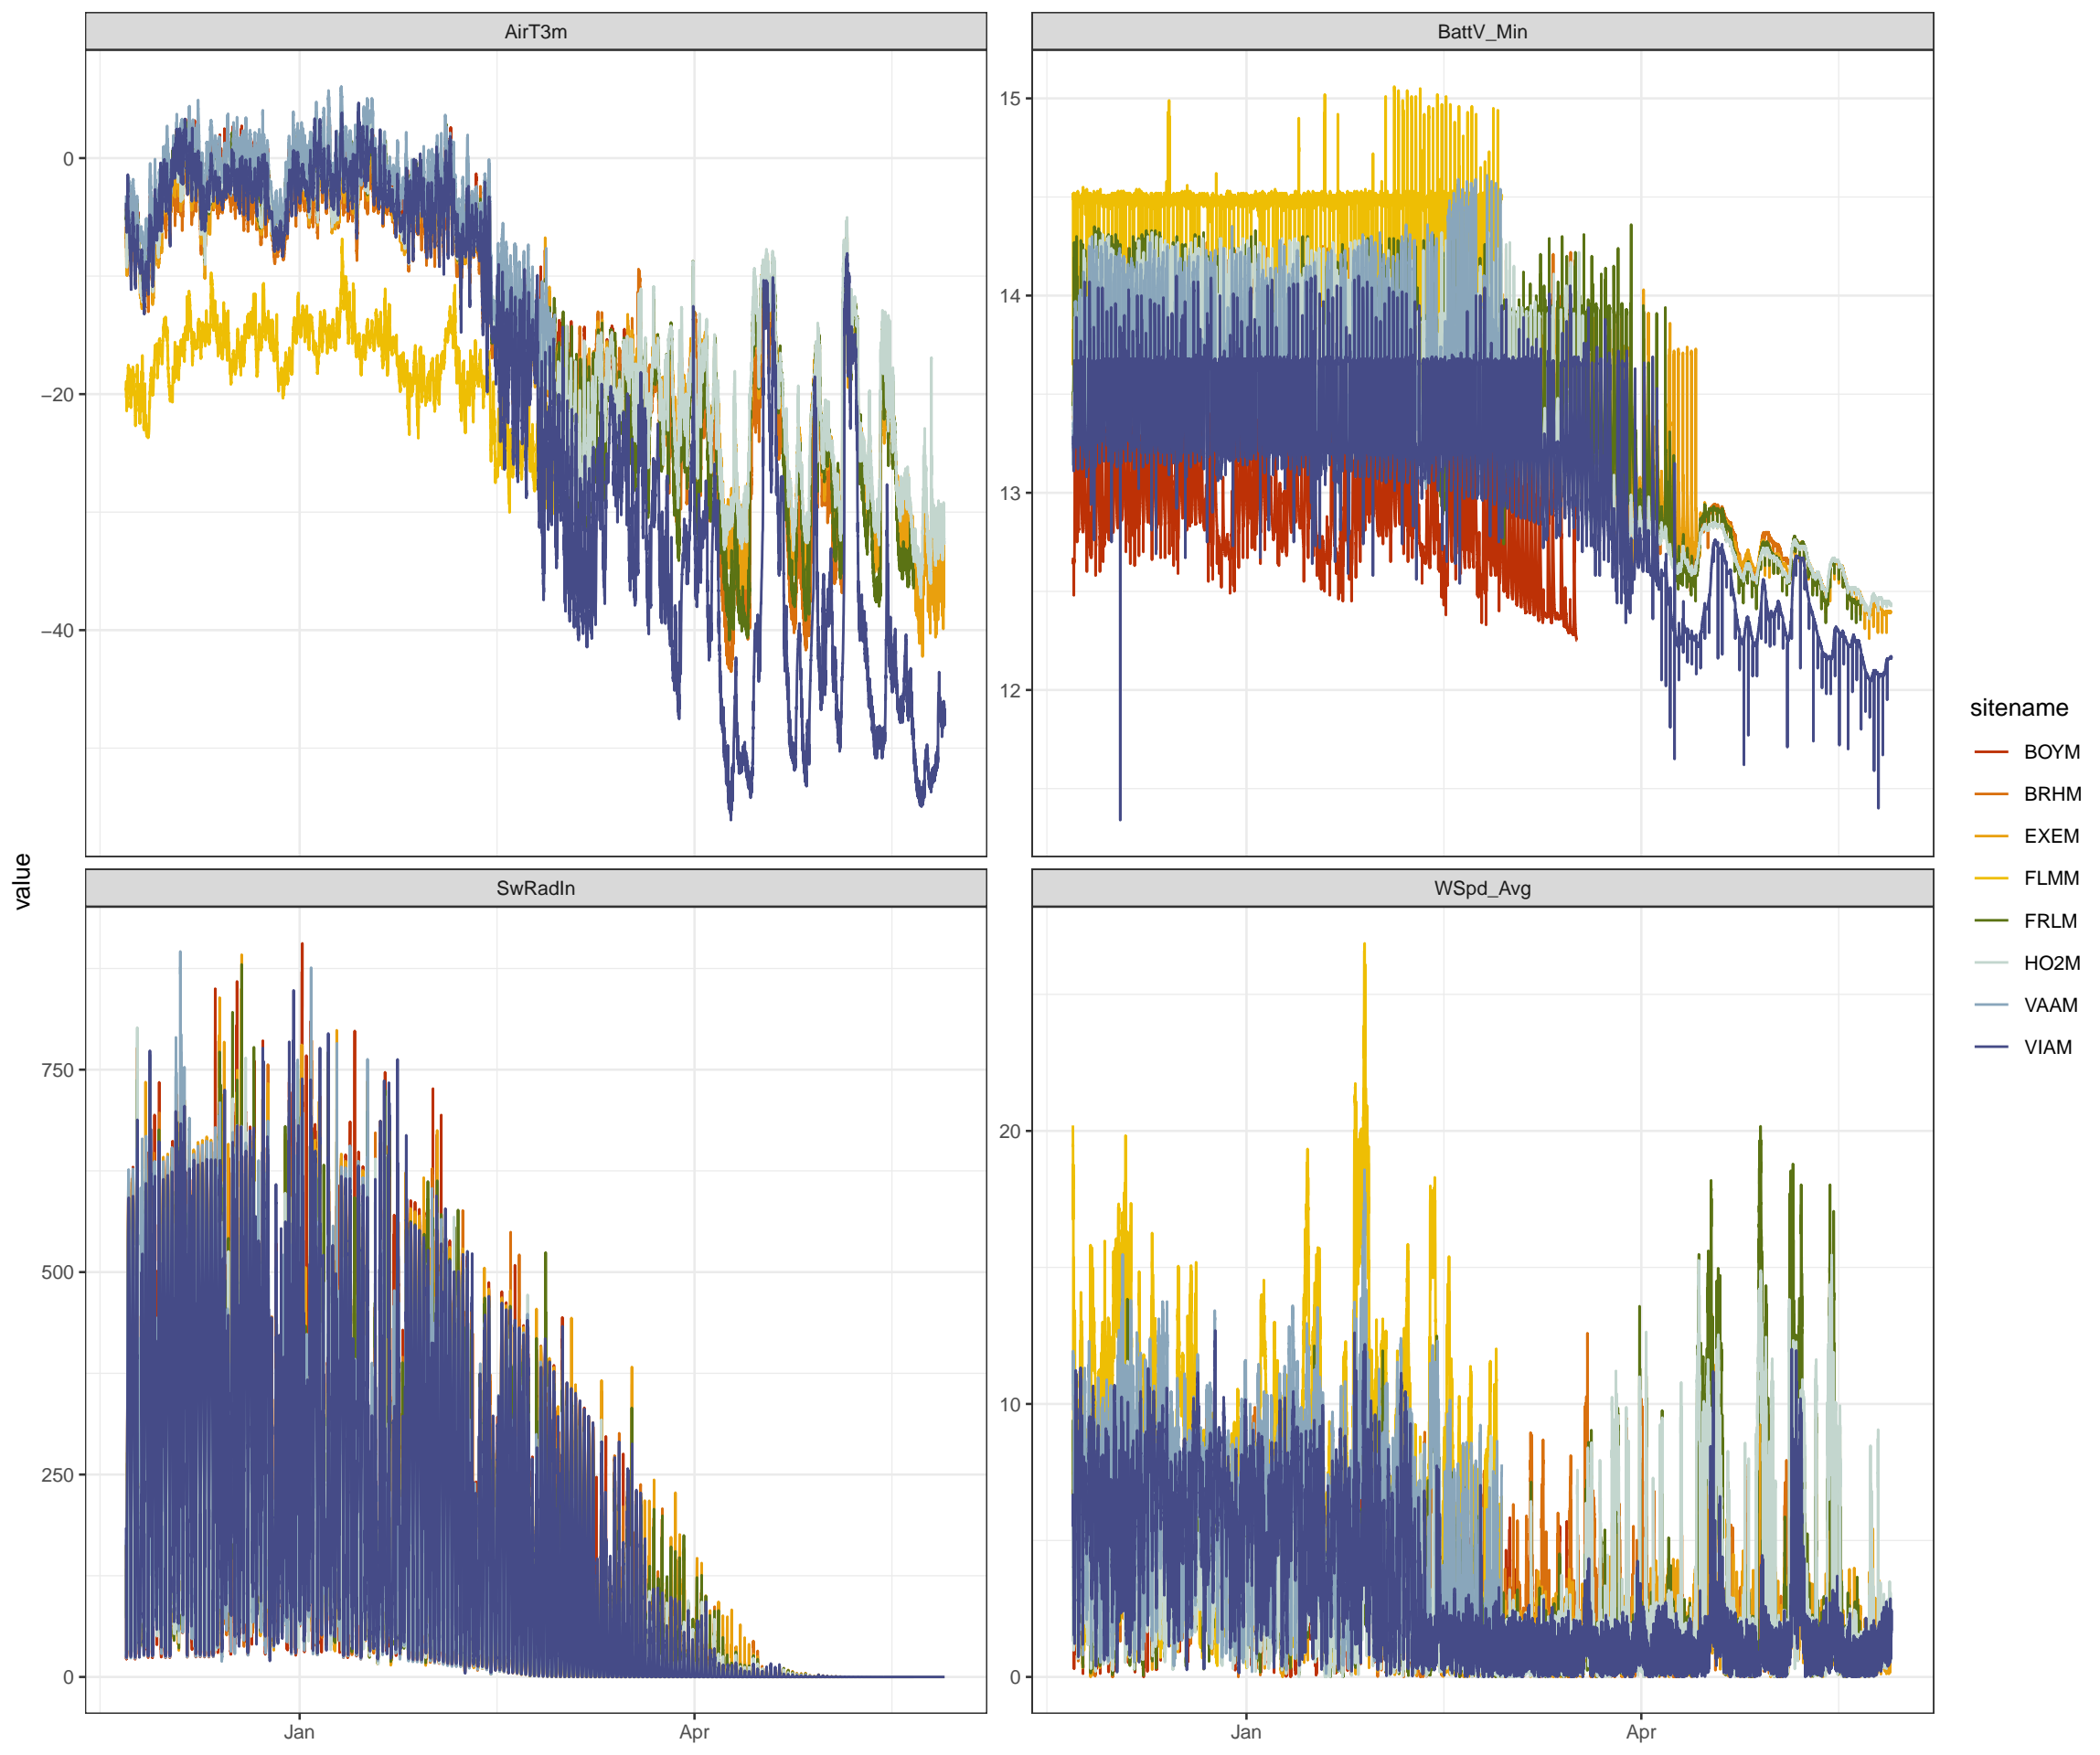 AirT3m
BattV_Min
0
−20
−40
15
14
13
12
SwRadIn
WSpd_Avg
750
500
250
0
20
10
0
Jan
Apr
Jan
Apr
value
sitename
BOYM
BRHM
EXEM
FLMM
FRLM
HO2M
VAAM
VIAM